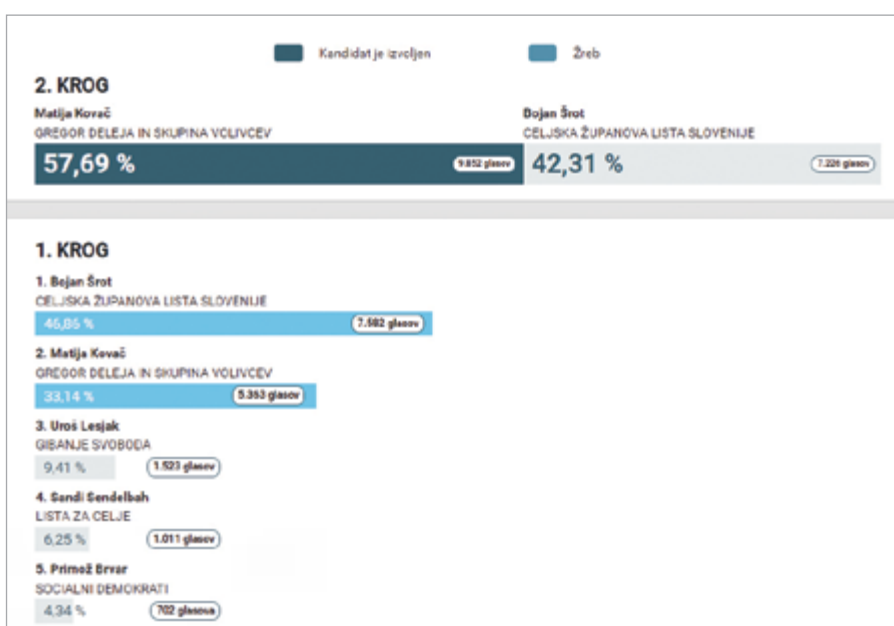 Kandidat je izvoljen
Žreb
2. KROG
Matija Kovač
GREGOR DELEJA IN SKUPINA VOLIVCEV
57,69 %
9.852 glasov
Bojan Šrot
CELJSKA ŽUPANOVA LISTA SLOVENIJE
42,31 %
7.226 glasov
1. KROG
1. Bojan Šrot
CELJSKA ŽUPANOVA LISTA SLOVENIJE
46,86 %
7.582 glasov
2. Matija Kovač
GREGOR DELEJA IN SKUPINA VOLIVCEV
33,14 %
5.363 glasov
3. Uroš Lesjak
GIBANJE SVOBODA
9,41 %
1.523 glasov
4. Sandi Sendelbah
LISTA ZA CELJE
6,25 %
1.011 glasov
5. Primož Brvar
SOCIALNI DEMOKRATI
4,34 %
702 glasova